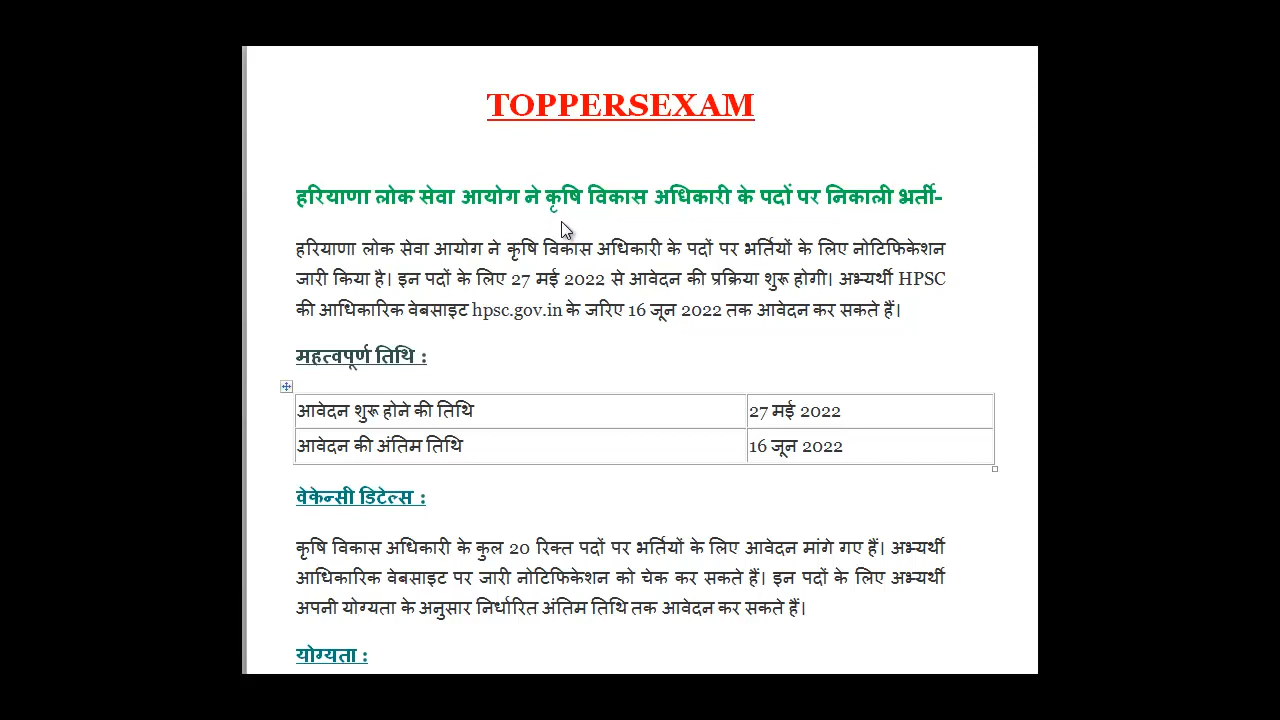 TOPPERSEXAM
हरियाणा लोक सेवा आयोग ने कृषि विकास अधिकारी के पदों पर निकाली भर्ती-
हरियाणा लोक सेवा आयोग ने कृषि विकास अधिकारी के पदों पर भर्तियों के लिए नोटिफिकेशन
जारी किया है। इन पदों के लिए 27 मई 2022 से आवेदन की प्रक्रिया शुरू होगी। अभ्यर्थी HPSC
की आधिकारिक वेबसाइट hpsc.gov.in के जरिए 16 जून 2022 तक आवेदन कर सकते हैं।
महत्वपूर्ण तिथि :
आवेदन शुरू होने की तिथि 27 मई 2022
आवेदन की अंतिम तिथि 16 जून 2022
वेकेन्सी डिटेल्स :
कृषि विकास अधिकारी के कुल 20 रिक्त पदों पर भर्तियों के लिए आवेदन मांगे गए हैं। अभ्यर्थी
आधिकारिक वेबसाइट पर जारी नोटिफिकेशन को चेक कर सकते हैं। इन पदों के लिए अभ्यर्थी
अपनी योग्यता के अनुसार निर्धारित अंतिम तिथि तक आवेदन कर सकते हैं।
योग्यता :